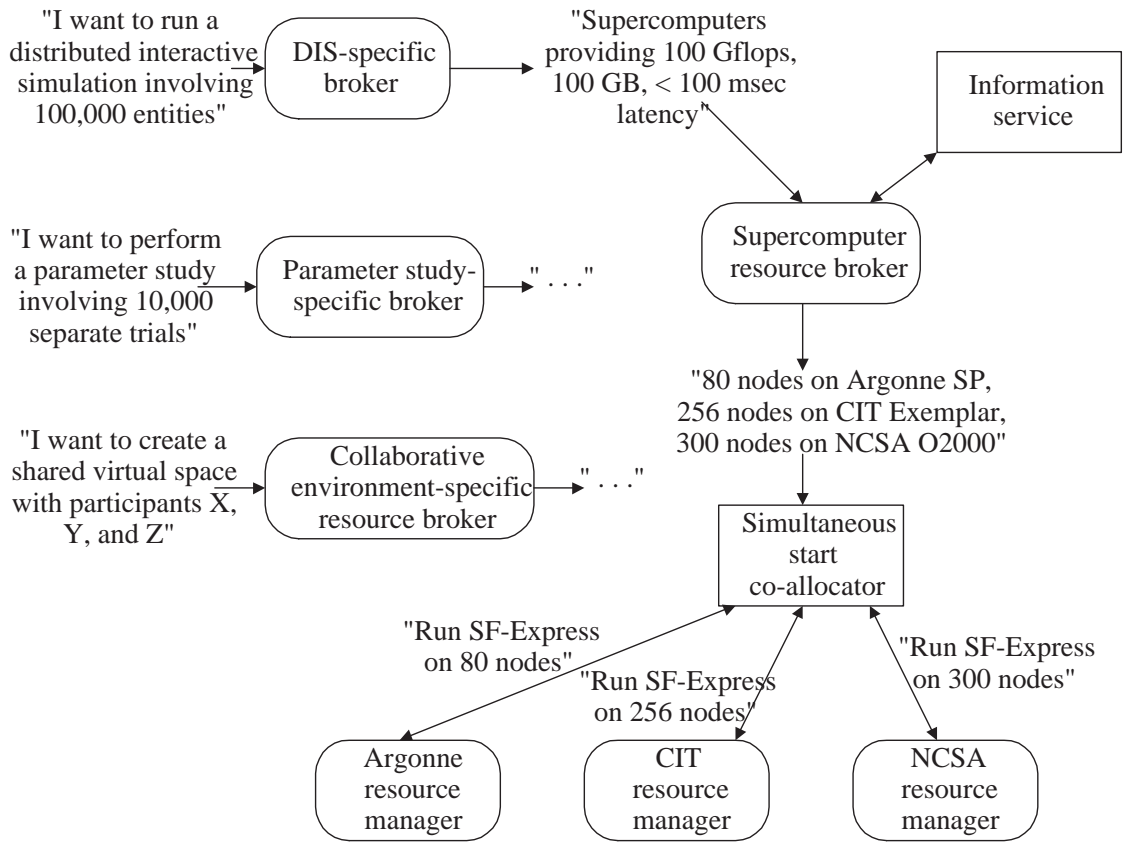 "I want to run a
distributed interactive
simulation involving
100,000 entities"
DIS-specific
broker
"Supercomputers
providing 100 Gflops,
100 GB, < 100 msec
latency"
Information
service
"I want to perform
a parameter study
involving 10,000
separate trials"
Parameter study-
specific broker
" . . ."
Supercomputer
resource broker
"80 nodes on Argonne SP,
256 nodes on CIT Exemplar,
300 nodes on NCSA O2000"
"I want to create a
shared virtual space
with participants X,
Y, and Z"
Collaborative
environment-specific
resource broker
" . . ."
Simultaneous
start
co-allocator
"Run SF-Express
on 80 nodes"
"Run SF-Express
on 256 nodes"
"Run SF-Express
on 300 nodes"
Argonne
resource
manager
CIT
resource
manager
NCSA
resource
manager